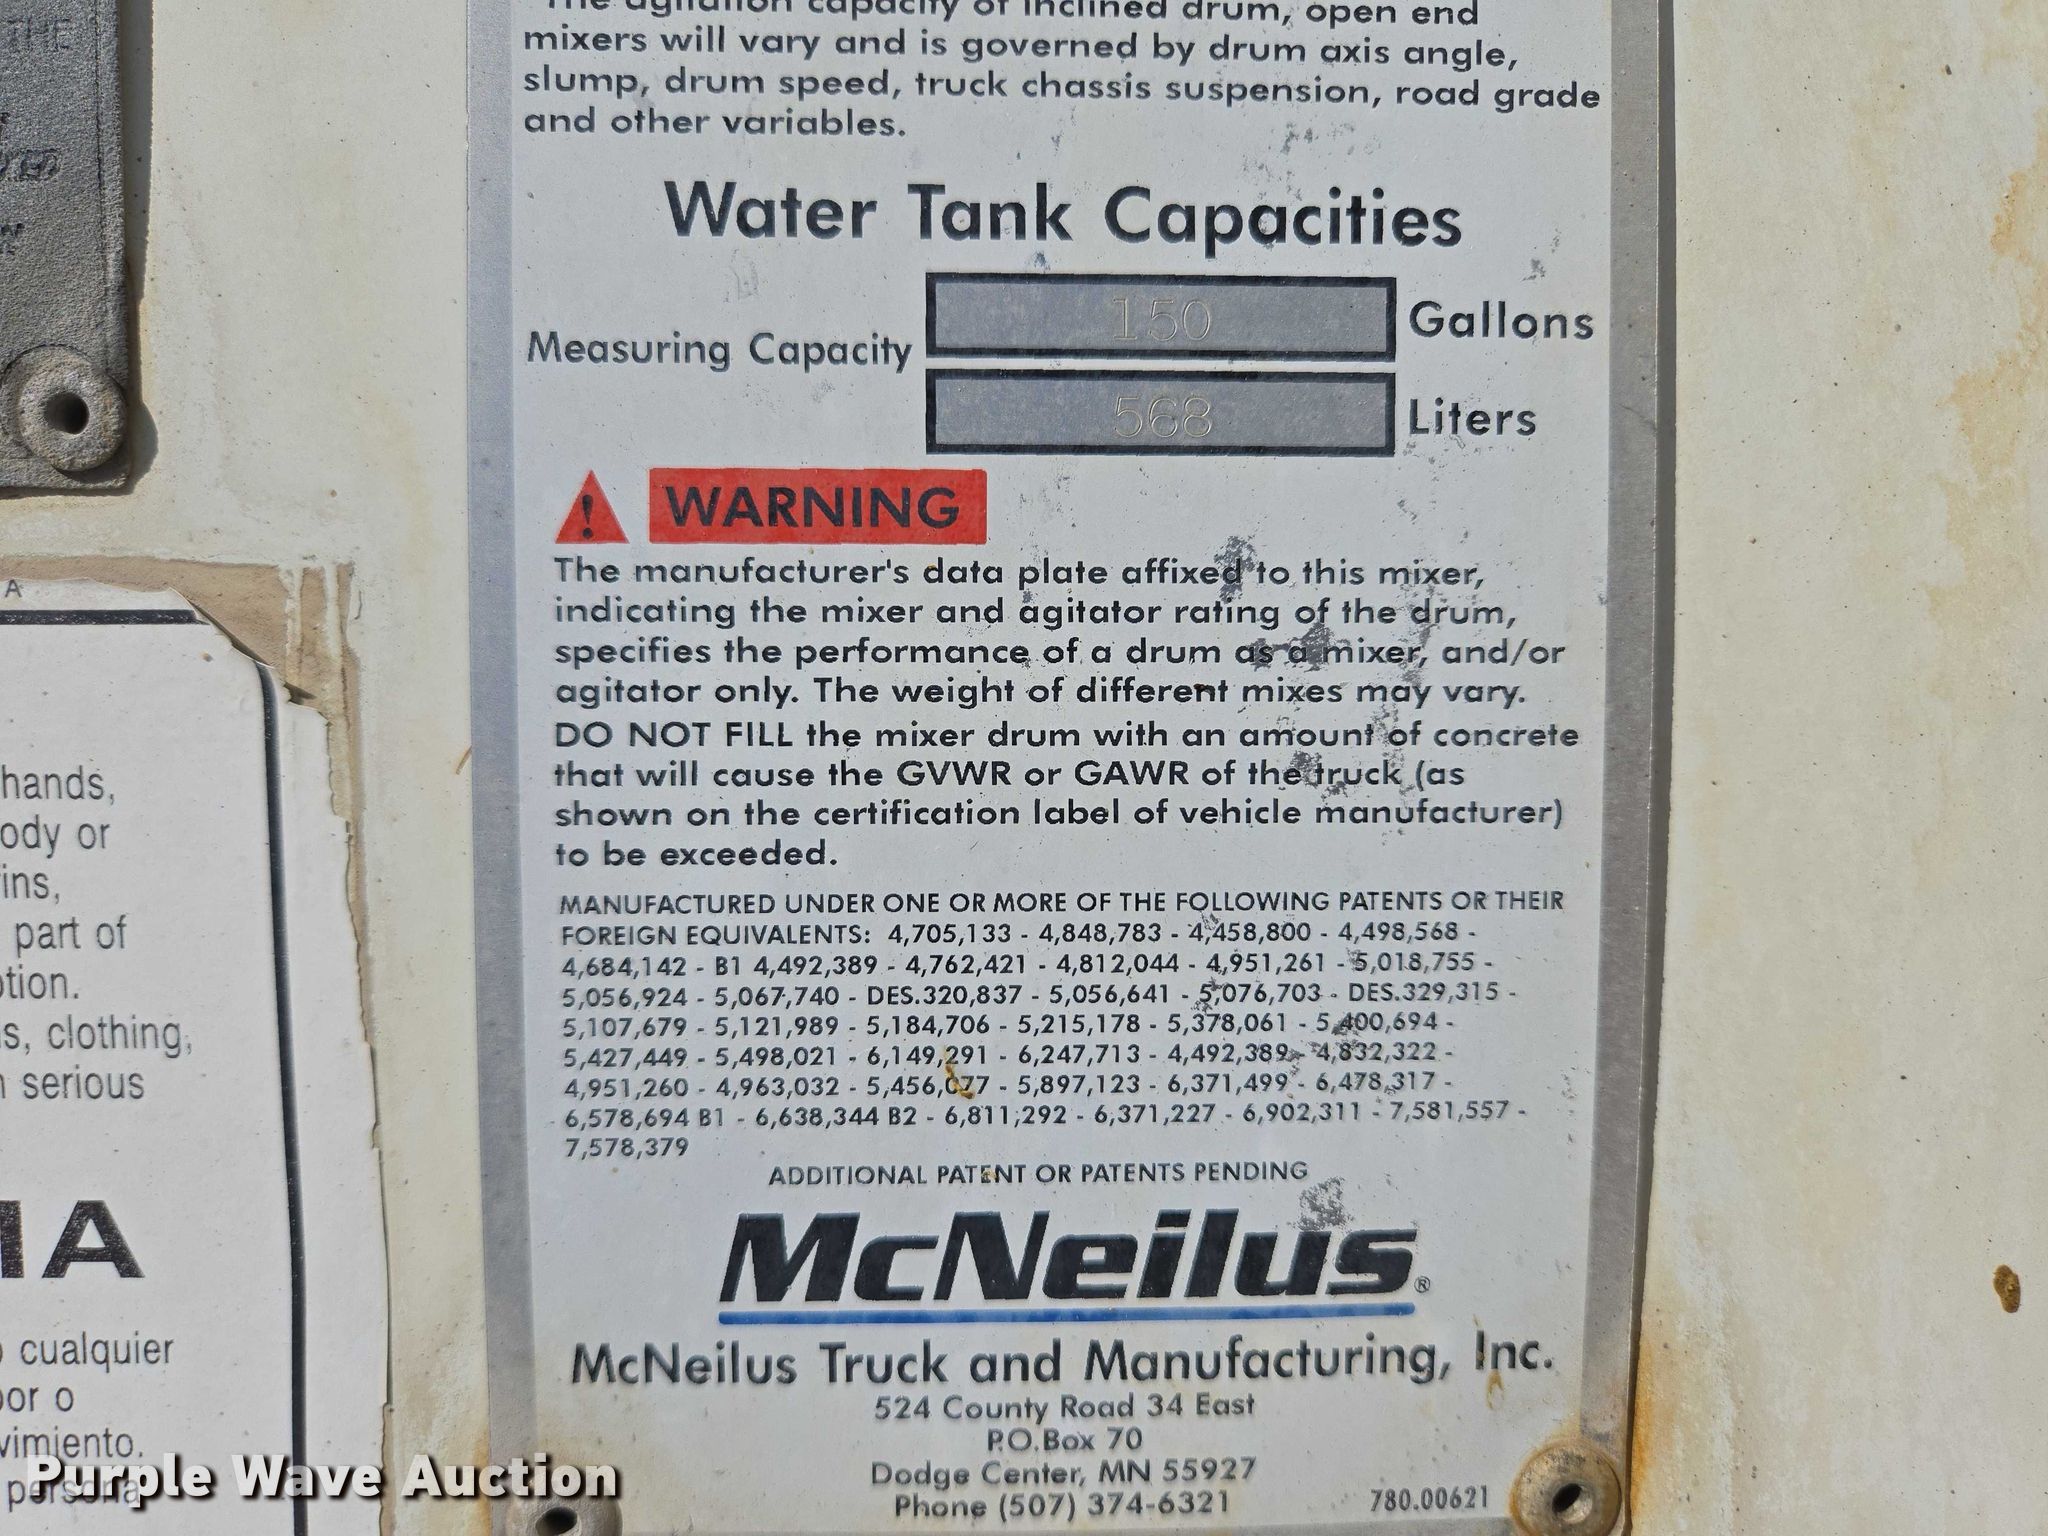 THE
The agitation capacity of inclined drum, open end
mixers will vary and is governed by drum axis angle,
slump, drum speed, truck chassis suspension, road grade
and other variables.
Water Tank Capacities
Measuring Capacity
150 Gallons
568 Liters
! WARNING
The manufacturer's data plate affixed to this mixer,
indicating the mixer and agitator rating of the drum,
specifies the performance of a drum as a mixer, and/or
agitator only. The weight of different mixes may vary.
DO NOT FILL the mixer drum with an amount of concrete
that will cause the GVWR or GAWR of the truck (as
shown on the certification label of vehicle manufacturer)
to be exceeded.
MANUFACTURED UNDER ONE OR MORE OF THE FOLLOWING PATENTS OR THEIR
FOREIGN EQUIVALENTS: 4,705,133 - 4,848,783 - 4,458,800 - 4,498,568 -
4,684,142 - B1 4,492,389 - 4,762,421 - 4,812,044 - 4,951,261 - 5,018,755 -
5,056,924 - 5,067,740 - DES.320,837 - 5,056,641 - 5,076,703 - DES.329,315 -
5,107,679 - 5,121,989 - 5,184,706 - 5,215,178 - 5,378,061 - 5,400,694 -
5,427,449 - 5,498,021 - 6,149,291 - 6,247,713 - 4,492,389 - 4,832,322 -
4,951,260 - 4,963,032 - 5,456,077 - 5,897,123 - 6,371,499 - 6,478,317 -
6,578,694 B1 - 6,638,344 B2 - 6,811,292 - 6,371,227 - 6,902,311 - 7,581,557 -
7,578,379
ADDITIONAL PATENT OR PATENTS PENDING
McNeilus®
McNeilus Truck and Manufacturing, Inc.
524 County Road 34 East
P.O.Box 70
Dodge Center, MN 55927
Phone (507) 374-6321
780.00621
A
hands,
ody or
ins,
part of
tion.
s, clothing,
serious
IA
cualquier
por o
vimiento.
persona
Purple Wave Auction